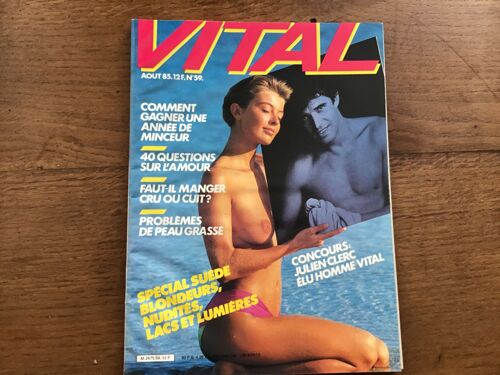 VITAL
AOUT 85. 12 F. N° 59.
COMMENT
GAGNER UNE
ANNÉE DE
MINCEUR
40 QUESTIONS
SUR L'AMOUR
FAUT-IL MANGER
CRU OU CUIT?
PROBLÈMES
DE PEAU GRASSE
CONCOURS:
JULIEN CLERC
ÉLU HOMME VITAL
SPÉCIAL SUÈDE
BLONDEURS,
NUDITÉS,
LACS ET LUMIÈRES